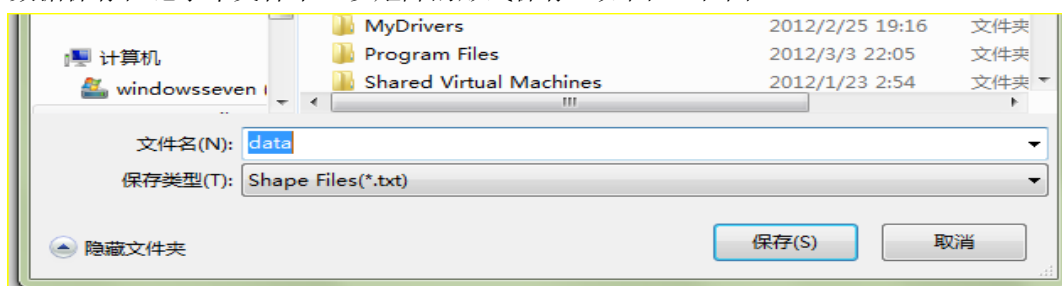 MyDrivers 2012/2/25 19:16 文件夹
计算机
Program Files 2012/3/3 22:05 文件夹
windowsseven
Shared Virtual Machines 2012/1/23 2:54 文件夹
文件名(N): data
保存类型(T): Shape Files(*.txt)
隐藏文件夹
保存(S) 取消